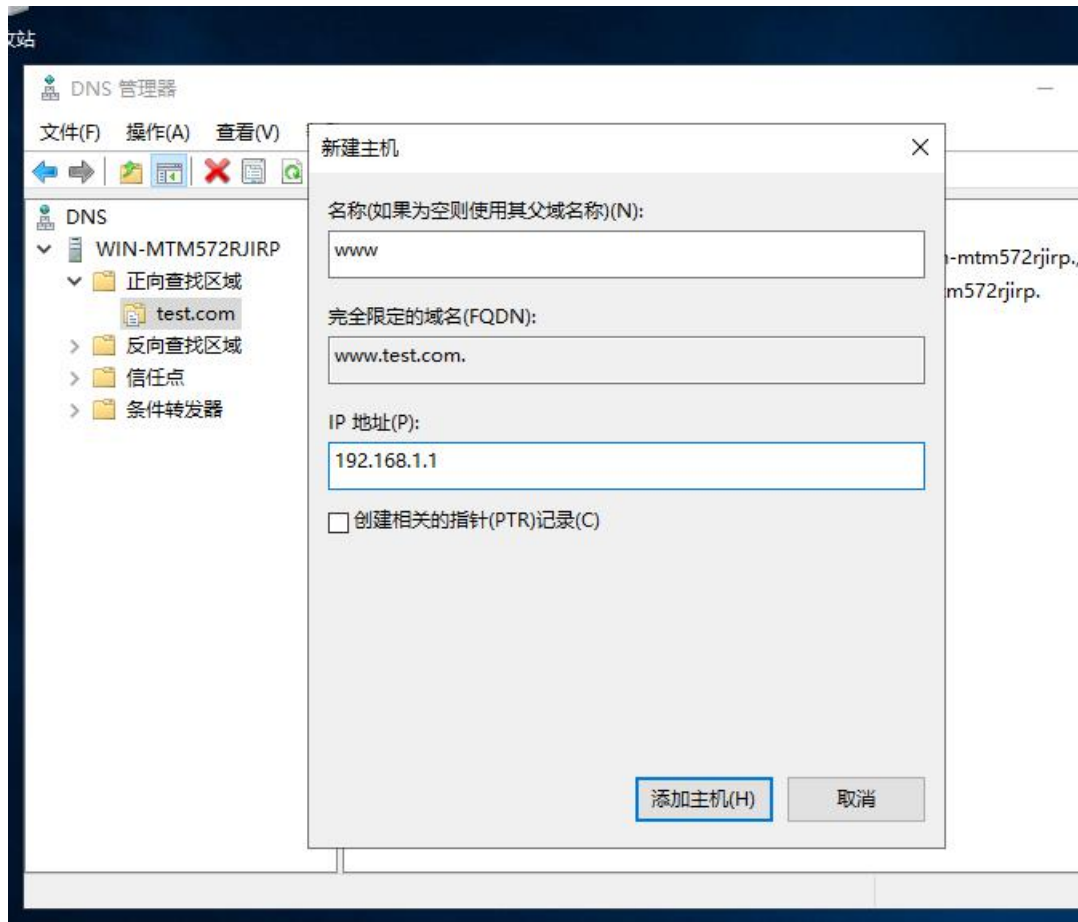 站
DNS 管理器
文件(F) 操作(A) 查看(V)
新建主机
名称(如果为空则使用其父域名称)(N):
www
完全限定的域名(FQDN):
www.test.com.
IP 地址(P):
192.168.1.1
创建相关的指针(PTR)记录(C)
添加主机(H) 取消
DNS
WIN-MTM572RJIRP
正向查找区域
test.com
反向查找区域
信任点
条件转发器
-mtm572rjirp.,
m572rjirp.